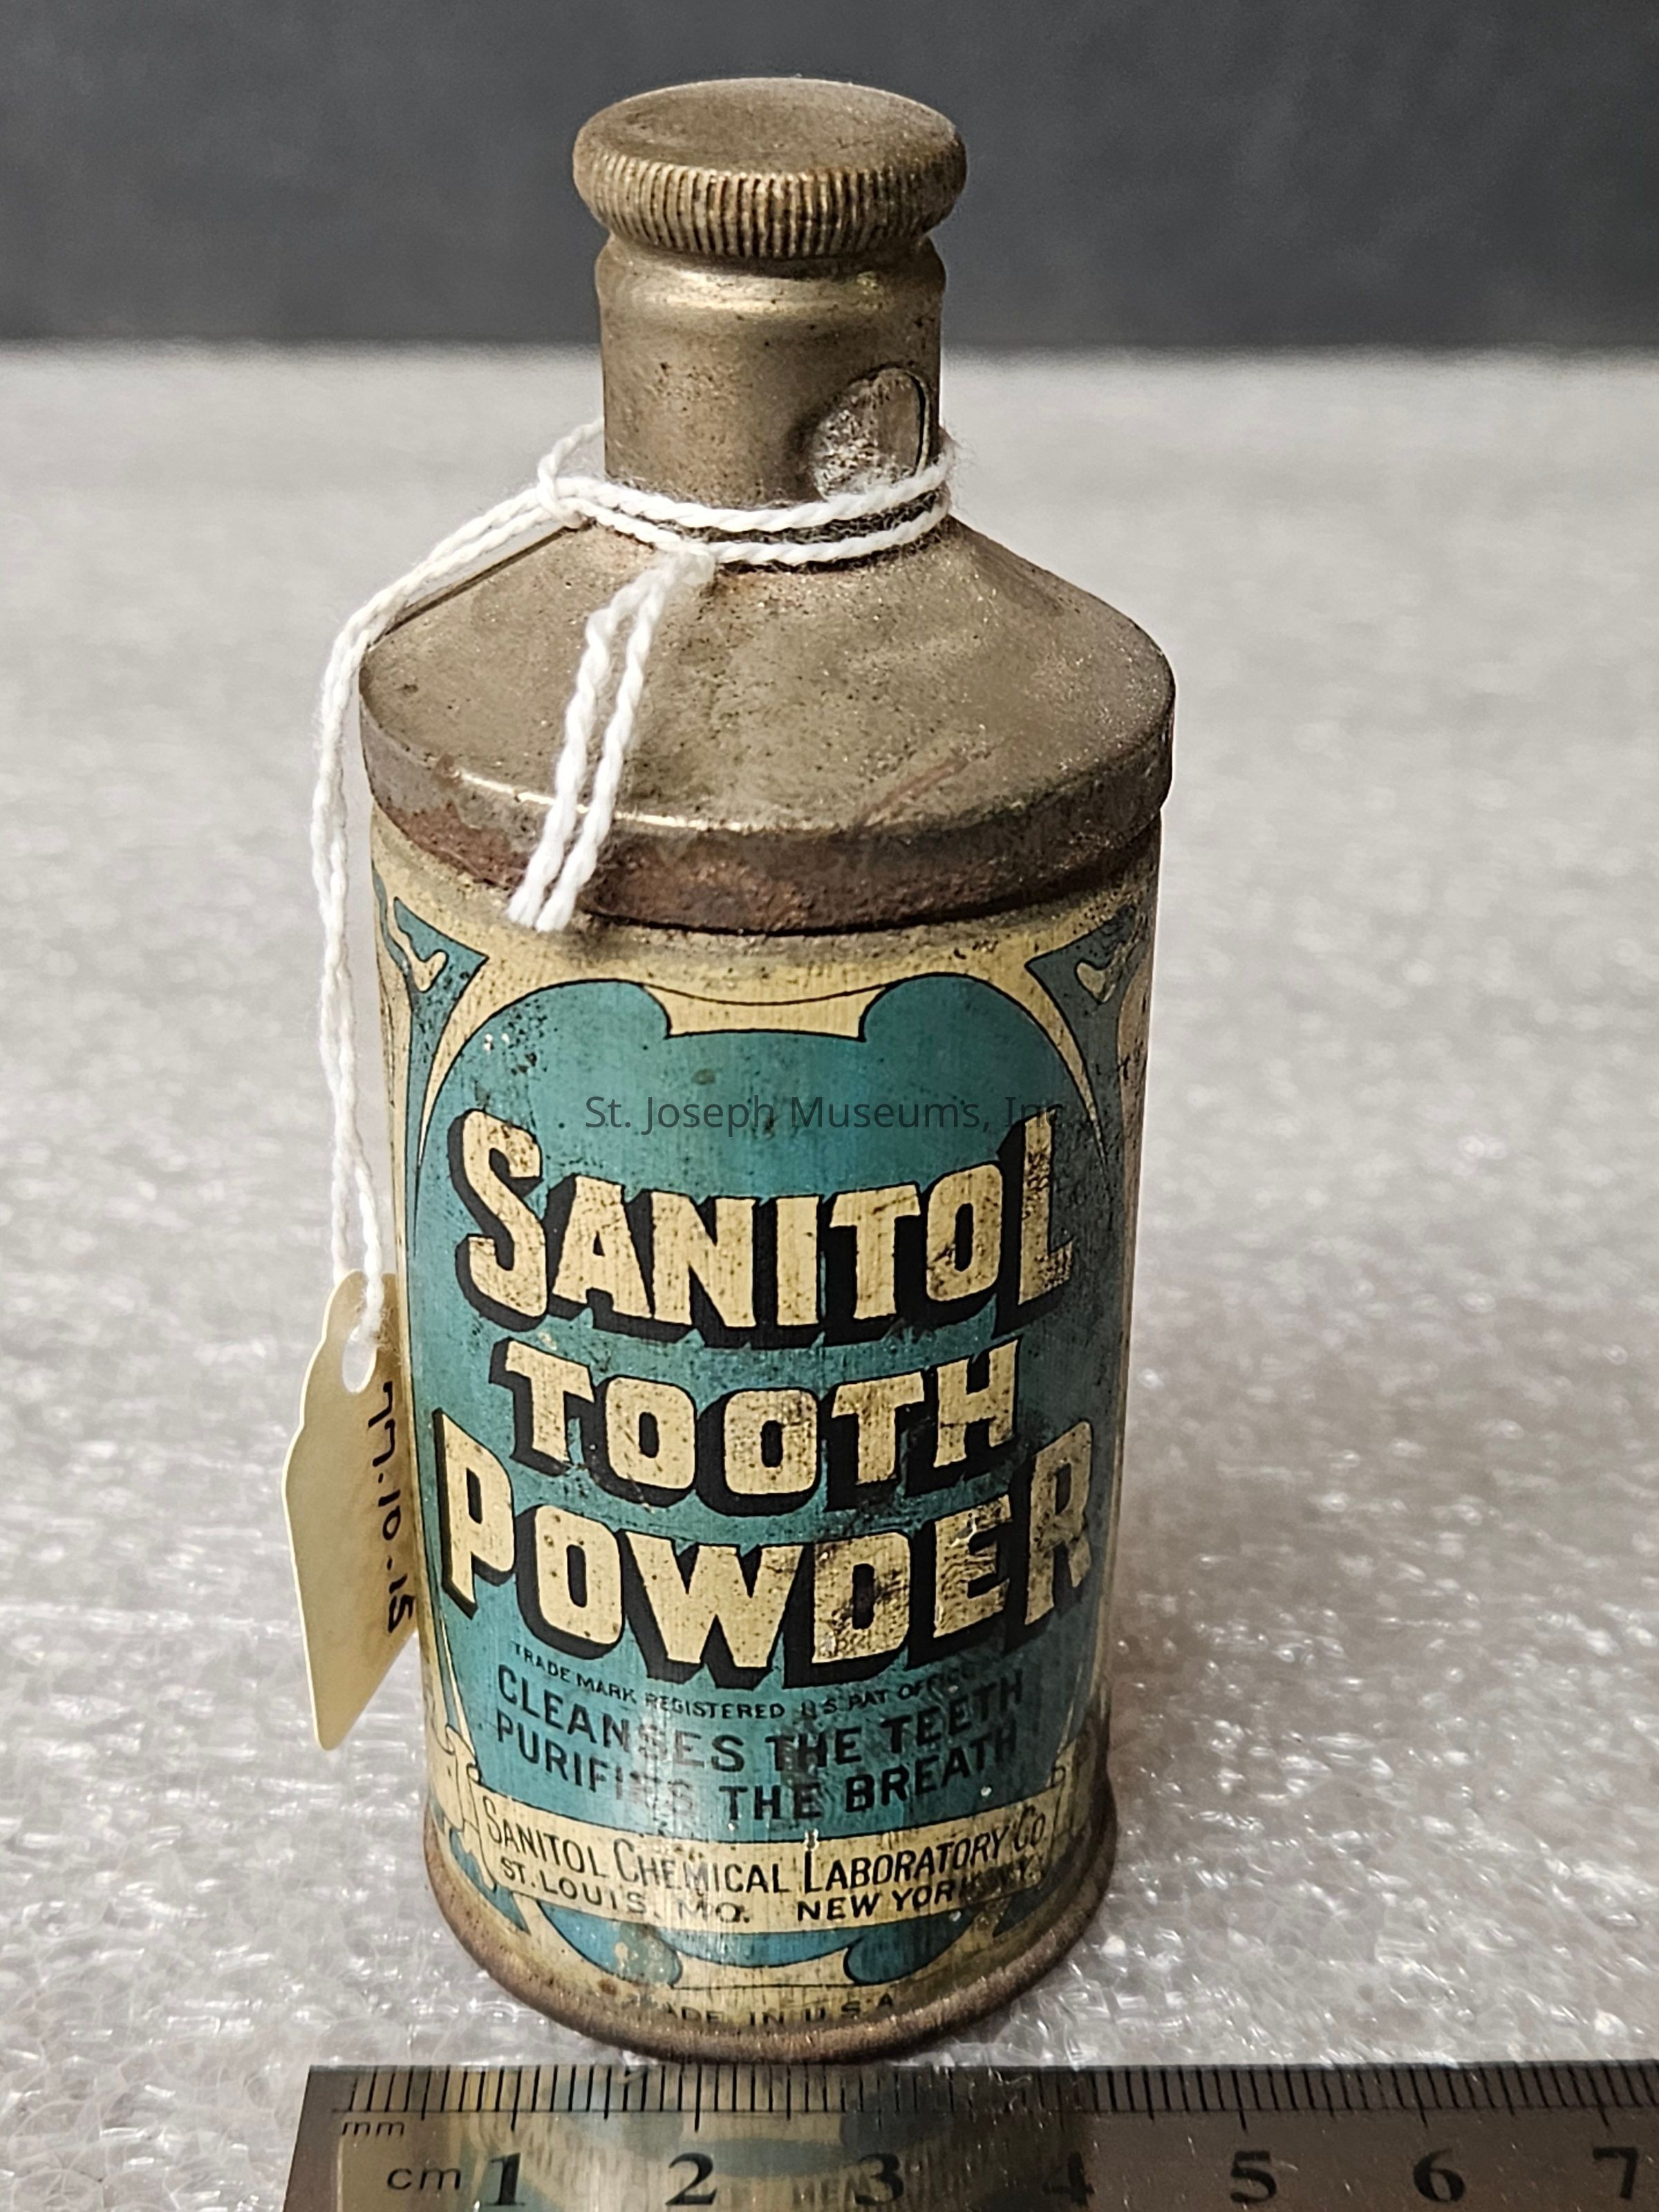 St. Joseph Museums, Inc.
SANITOL
TOOTH
POWDER
TRADE MARK REGISTERED U.S. PAT OFFICE
CLEANSES THE TEETH
PURIFIES THE BREATH
SANITOL CHEMICAL LABORATORY CO
ST. LOUIS, MO. NEW YORK, N.Y.
MADE IN U.S.A
77.10.15
mm
cm 1 2 3 4 5 6 7